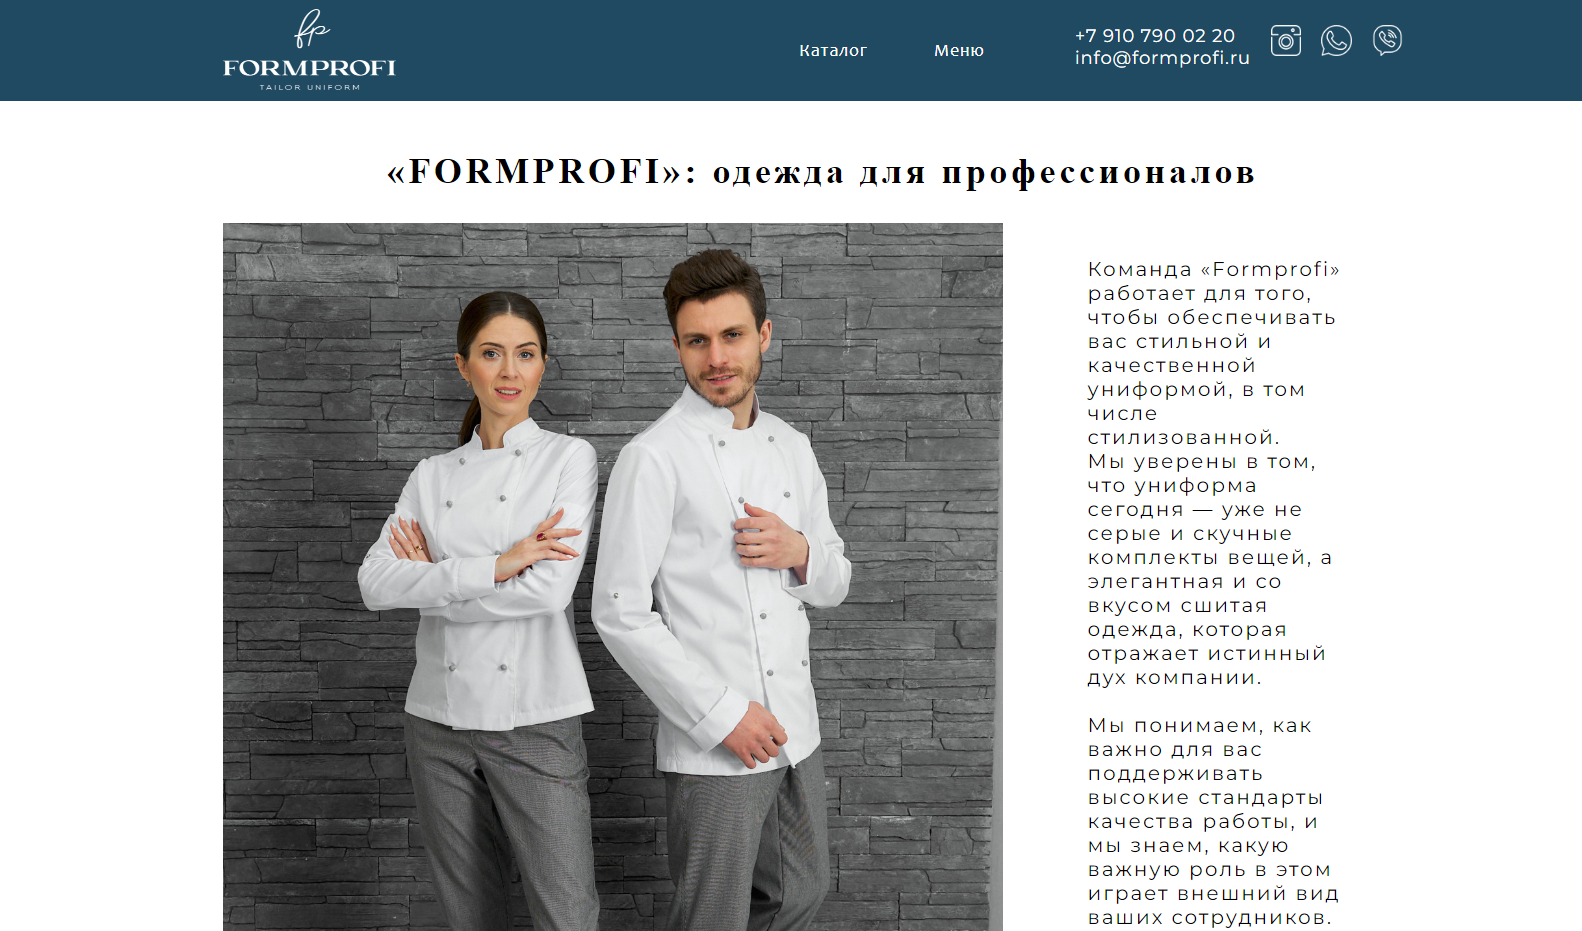 fp
FORMPROFI
TAILOR UNIFORM
Каталог
Меню
+7 910 790 02 20
info@formprofi.ru
«FORMPROFI»: одежда для профессионалов
Команда «Formprofi»
работает для того,
чтобы обеспечивать
вас стильной и
качественной
униформой, в том
числе
стилизованной.
Мы уверены в том,
что униформа
сегодня — уже не
серые и скучные
комплекты вещей, а
элегантная и со
вкусом сшитая
одежда, которая
отражает истинный
дух компании.
Мы понимаем, как
важно для вас
поддерживать
высокие стандарты
качества работы, и
мы знаем, какую
важную роль в этом
играет внешний вид
ваших сотрудников.